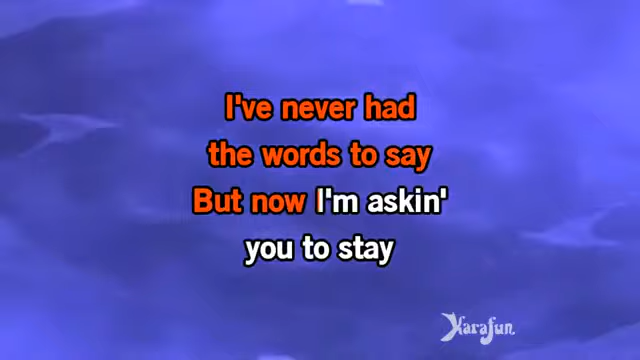 I've never had
the words to say
But now I'm askin'
you to stay
Karafun